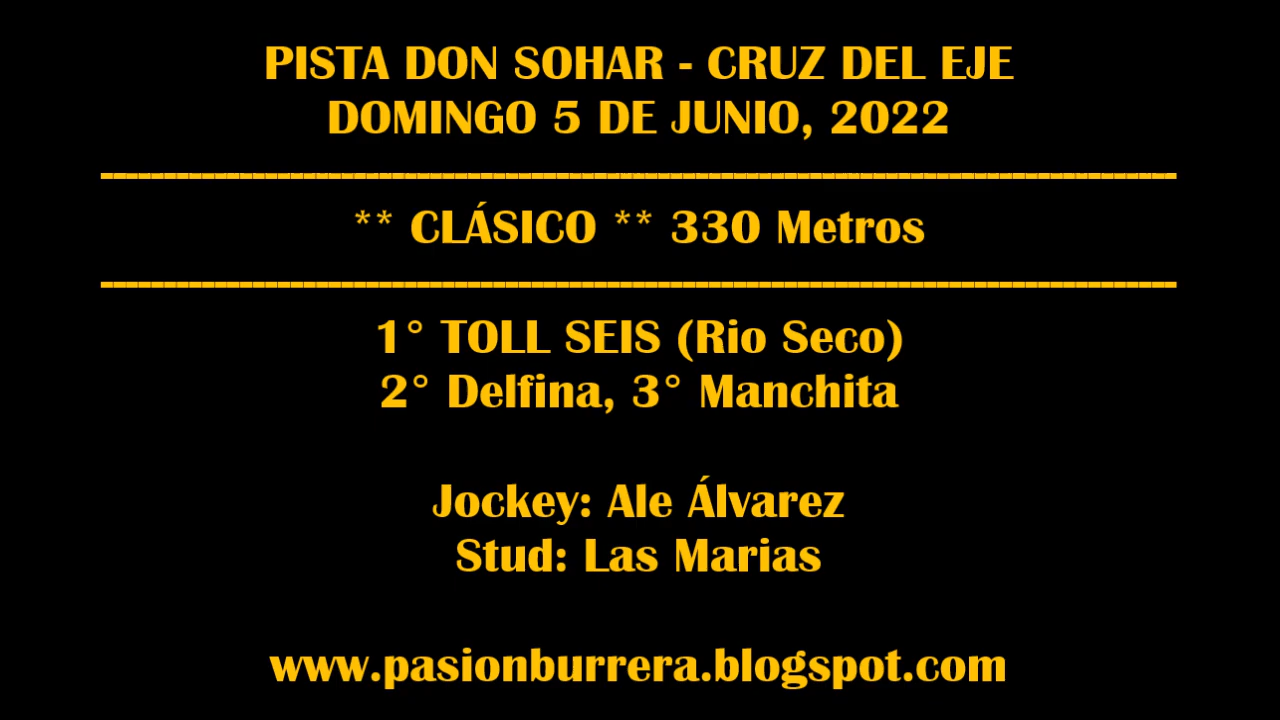 PISTA DON SOHAR - CRUZ DEL EJE
DOMINGO 5 DE JUNIO, 2022
** CLÁSICO ** 330 Metros
1° TOLL SEIS (Rio Seco)
2° Delfina, 3° Manchita
Jockey: Ale Álvarez
Stud: Las Marias
www.pasionburrera.blogspot.com